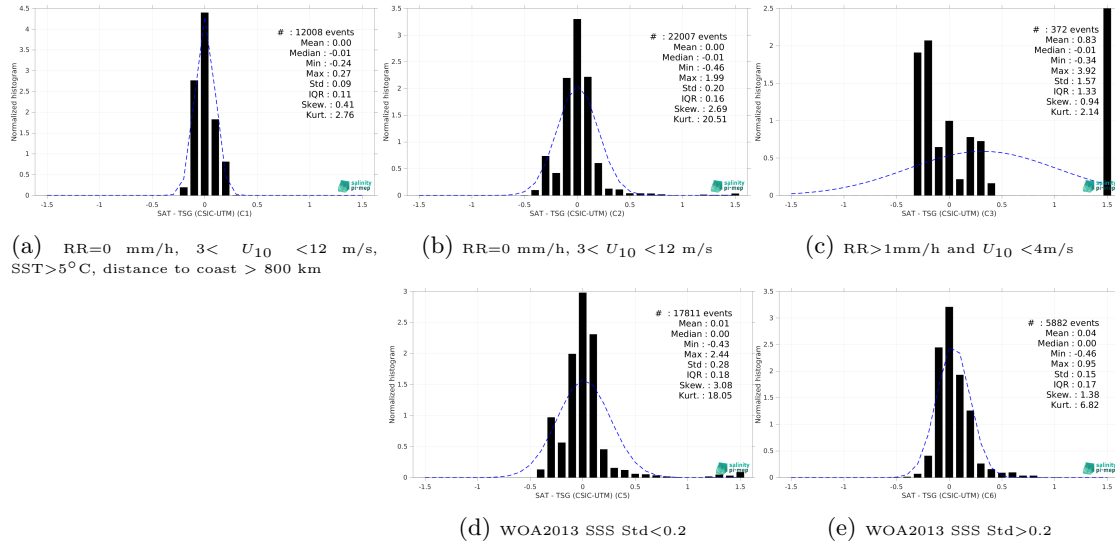 4.5
4
3.5
3
2.5
2
1.5
1
0.5
0
Normalized histogram
# : 12008 events
Mean : 0.00
Median : -0.01
Min : -0.24
Max : 0.27
Std : 0.09
IQR : 0.11
Skew. : 0.41
Kurt. : 2.76
salinity
pi-mep
-1.5 -1 -0.5 0 0.5 1 1.5
SAT - TSG (CSIC-UTM) (C1)
(a) RR=0 mm/h, 3< U10 <12 m/s,
SST>5°C, distance to coast > 800 km
3.5
3
2.5
2
1.5
1
0.5
0
Normalized histogram
# : 22007 events
Mean : 0.00
Median : -0.01
Min : -0.46
Max : 1.99
Std : 0.20
IQR : 0.16
Skew. : 2.69
Kurt. : 20.51
salinity
pi-mep
-1.5 -1 -0.5 0 0.5 1 1.5
SAT - TSG (CSIC-UTM) (C2)
(b) RR=0 mm/h, 3< U10 <12 m/s
2.5
2
1.5
1
0.5
0
Normalized histogram
# : 372 events
Mean : 0.83
Median : -0.01
Min : -0.34
Max : 3.92
Std : 1.57
IQR : 1.33
Skew. : 0.94
Kurt. : 2.14
salinity
pi-mep
-1.5 -1 -0.5 0 0.5 1 1.5
SAT - TSG (CSIC-UTM) (C3)
(c) RR>1mm/h and U10 <4m/s
3
2.5
2
1.5
1
0.5
0
Normalized histogram
# : 17811 events
Mean : 0.01
Median : 0.00
Min : -0.43
Max : 2.44
Std : 0.28
IQR : 0.18
Skew. : 3.08
Kurt. : 18.05
salinity
pi-mep
-1.5 -1 -0.5 0 0.5 1 1.5
SAT - TSG (CSIC-UTM) (C5)
(d) WOA2013 SSS Std<0.2
3.5
3
2.5
2
1.5
1
0.5
0
Normalized histogram
# : 5882 events
Mean : 0.04
Median : 0.00
Min : -0.46
Max : 0.95
Std : 0.15
IQR : 0.17
Skew. : 1.38
Kurt. : 6.82
salinity
pi-mep
-1.5 -1 -0.5 0 0.5 1 1.5
SAT - TSG (CSIC-UTM) (C6)
(e) WOA2013 SSS Std>0.2